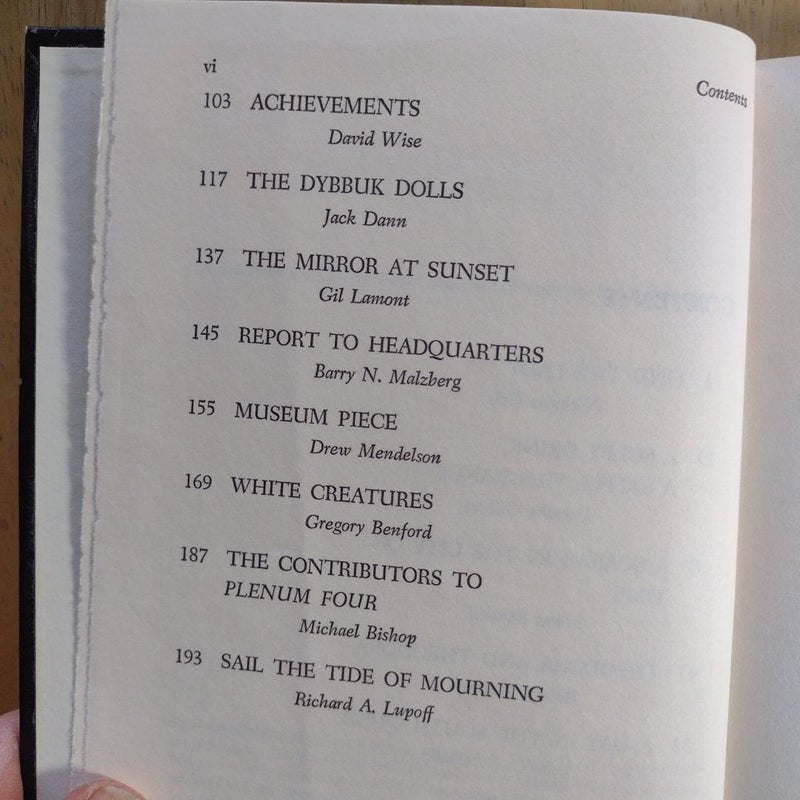 vi
Contents
103 ACHIEVEMENTS
David Wise
117 THE DYBBUK DOLLS
Jack Dann
137 THE MIRROR AT SUNSET
Gil Lamont
145 REPORT TO HEADQUARTERS
Barry N. Malzberg
155 MUSEUM PIECE
Drew Mendelson
169 WHITE CREATURES
Gregory Benford
187 THE CONTRIBUTORS TO
PLENUM FOUR
Michael Bishop
193 SAIL THE TIDE OF MOURNING
Richard A. Lupoff